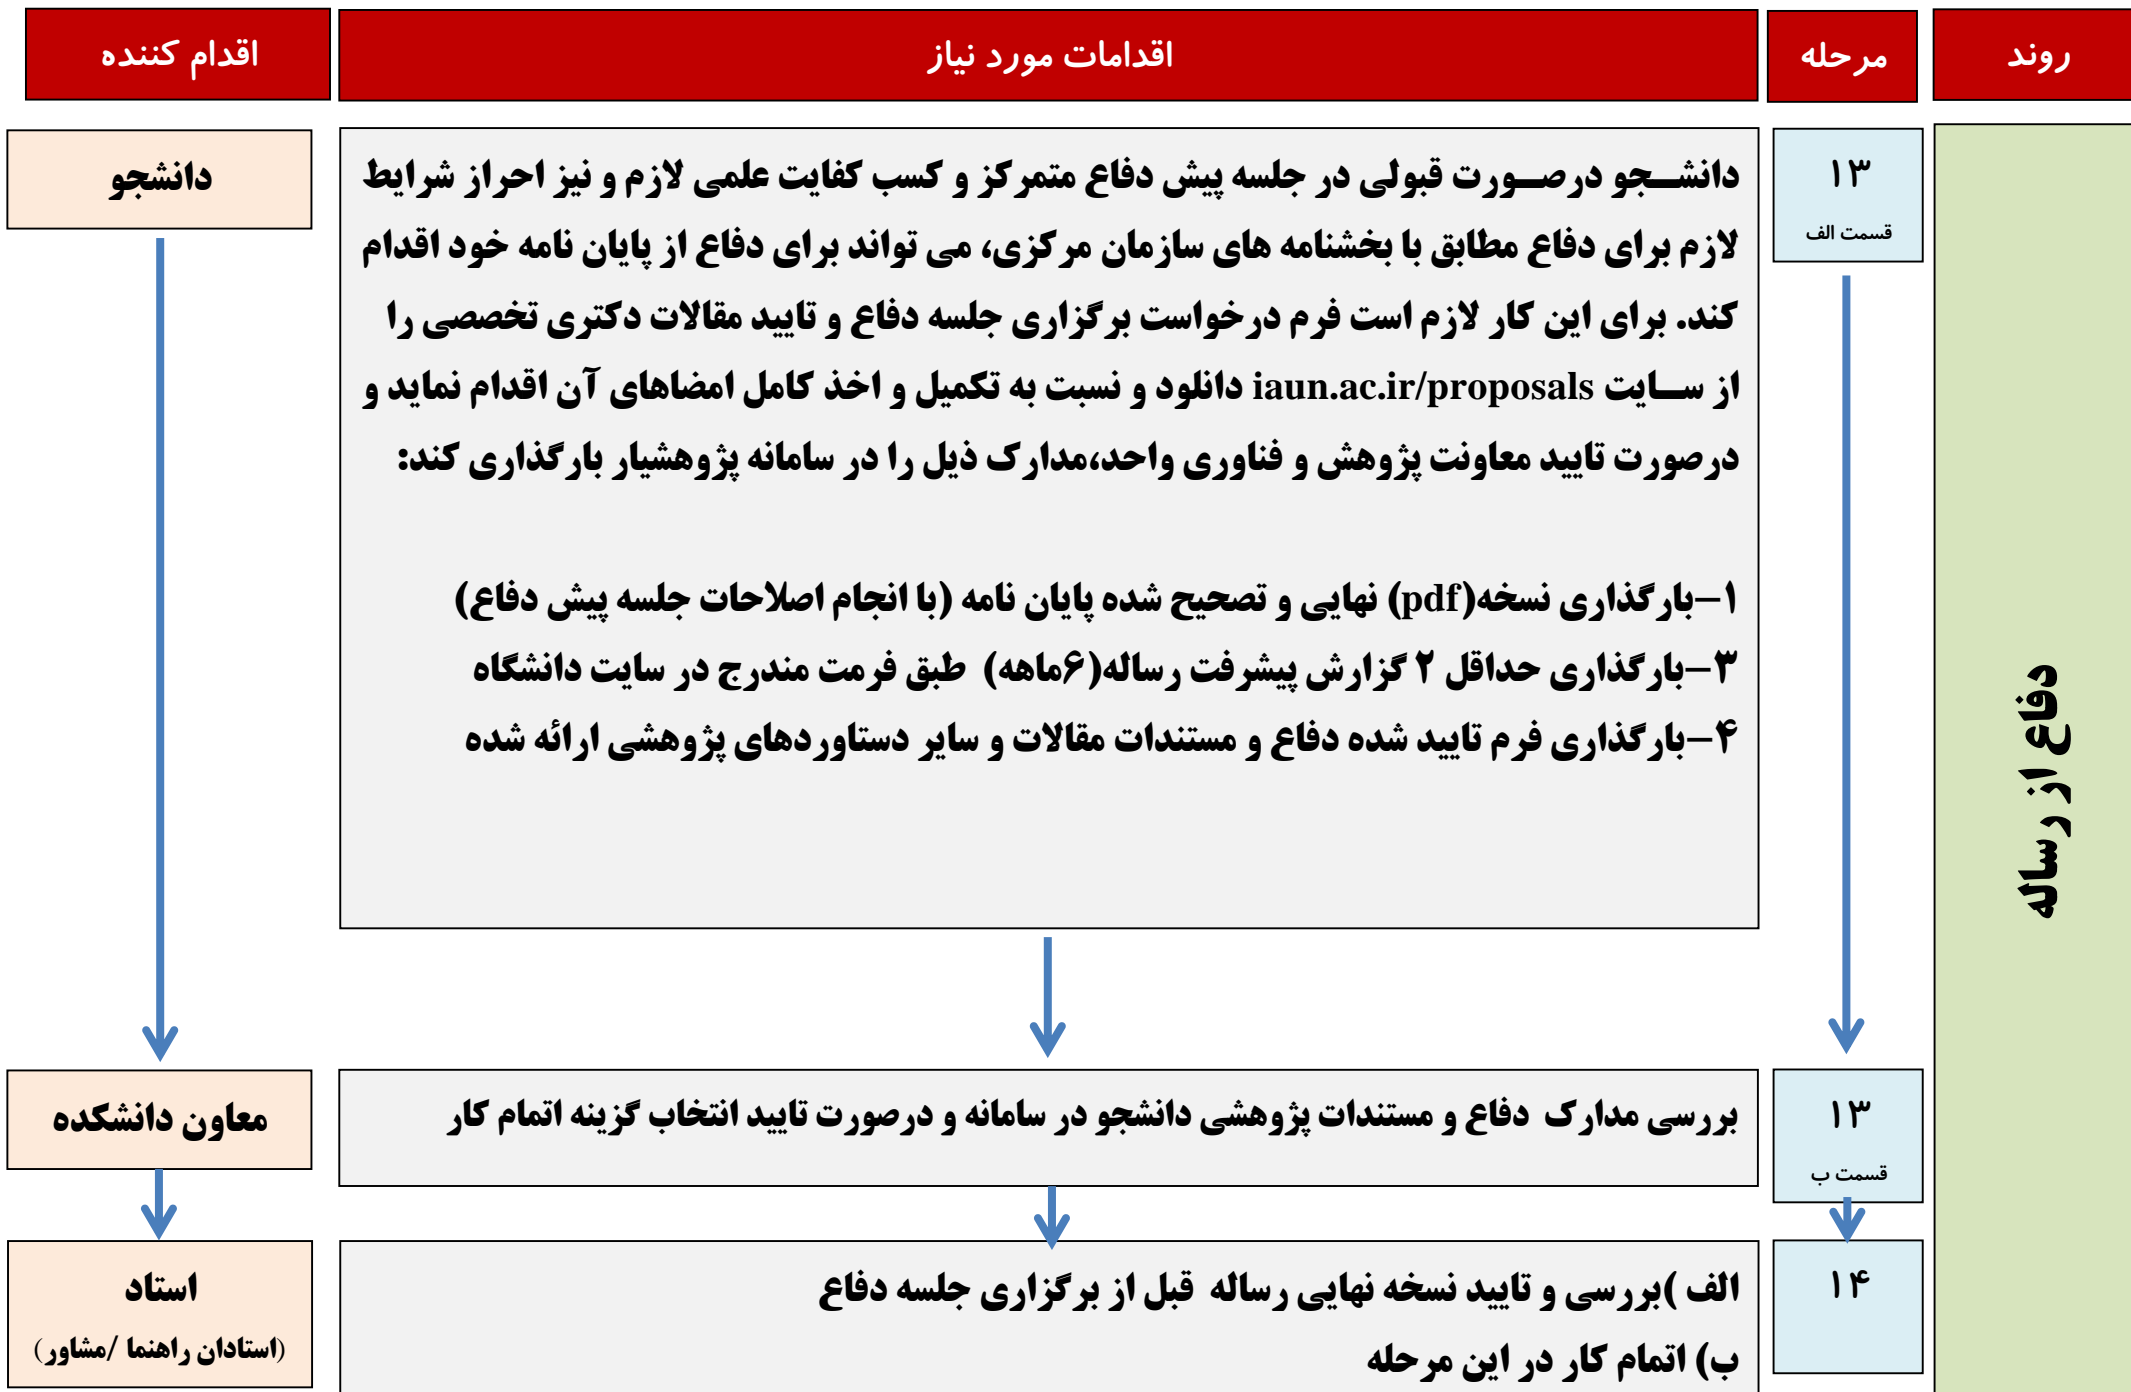 روند
مرحله
اقدامات مورد نیاز
اقدام کننده
دفاع از رساله
۱۳
قسمت الف
دانشجو درصورت قبولی در جلسه پیش دفاع متمرکز و کسب کفایت علمی لازم و نیز احراز شرایط
لازم برای دفاع مطابق با بخشنامه های سازمان مرکزی، می تواند برای دفاع از پایان نامه خود اقدام
کند. برای این کار لازم است فرم درخواست برگزاری جلسه دفاع و تایید مقالات دکتری تخصصی را
از سایت iaun.ac.ir/proposals دانلود و نسبت به تکمیل و اخذ کامل امضاهای آن اقدام نماید و
درصورت تایید معاونت پژوهش و فناوری واحد،مدارک ذیل را در سامانه پژوهشیار بارگذاری کند:
۱–بارگذاری نسخه(pdf) نهایی و تصحیح شده پایان نامه (با انجام اصلاحات جلسه پیش دفاع)
۳–بارگذاری حداقل ۲ گزارش پیشرفت رساله(۶ماهه) طبق فرمت مندرج در سایت دانشگاه
۴–بارگذاری فرم تایید شده دفاع و مستندات مقالات و سایر دستاوردهای پژوهشی ارائه شده
دانشجو
۱۳
قسمت ب
بررسی مدارک دفاع و مستندات پژوهشی دانشجو در سامانه و درصورت تایید انتخاب گزینه اتمام کار
معاون دانشکده
۱۴
الف )بررسی و تایید نسخه نهایی رساله قبل از برگزاری جلسه دفاع
ب) اتمام کار در این مرحله
استاد
(استادان راهنما /مشاور)